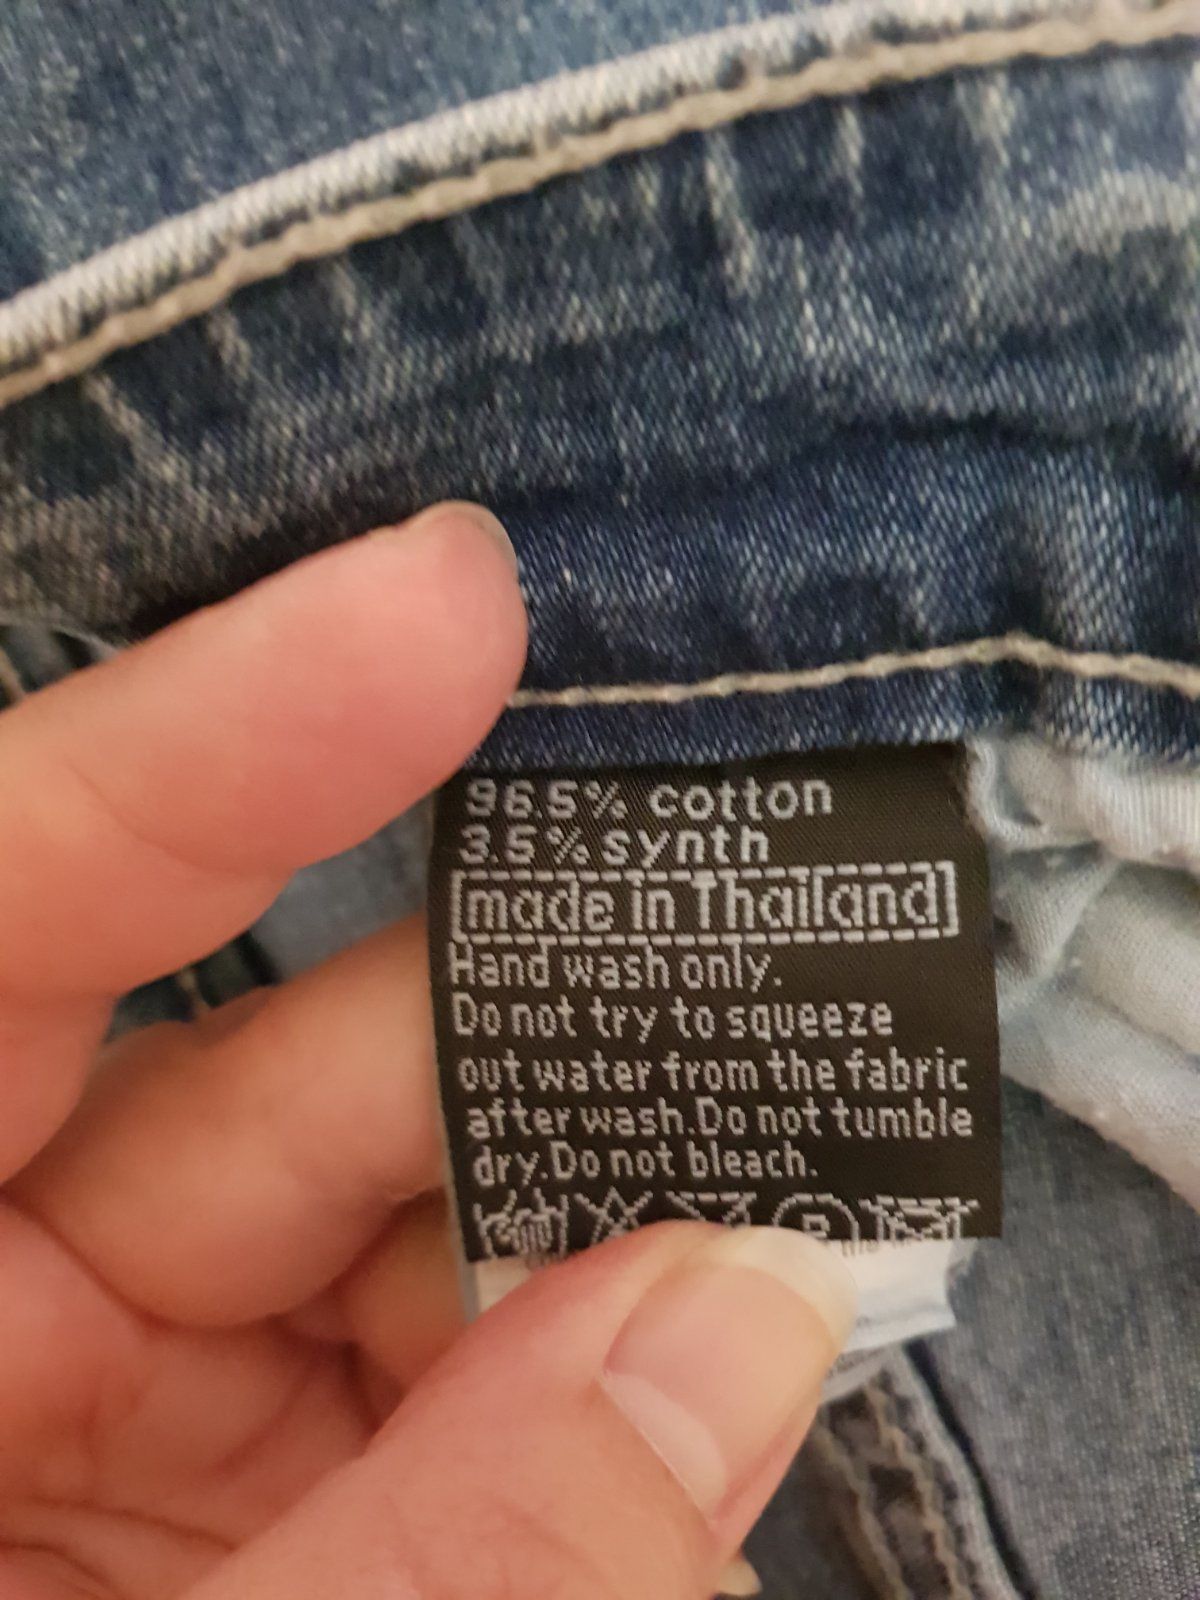 96.5% cotton
3.5% synth
made in Thailand
Hand wash only.
Do not try to squeeze
out water from the fabric
after wash.Do not tumble
dry.Do not bleach.
P